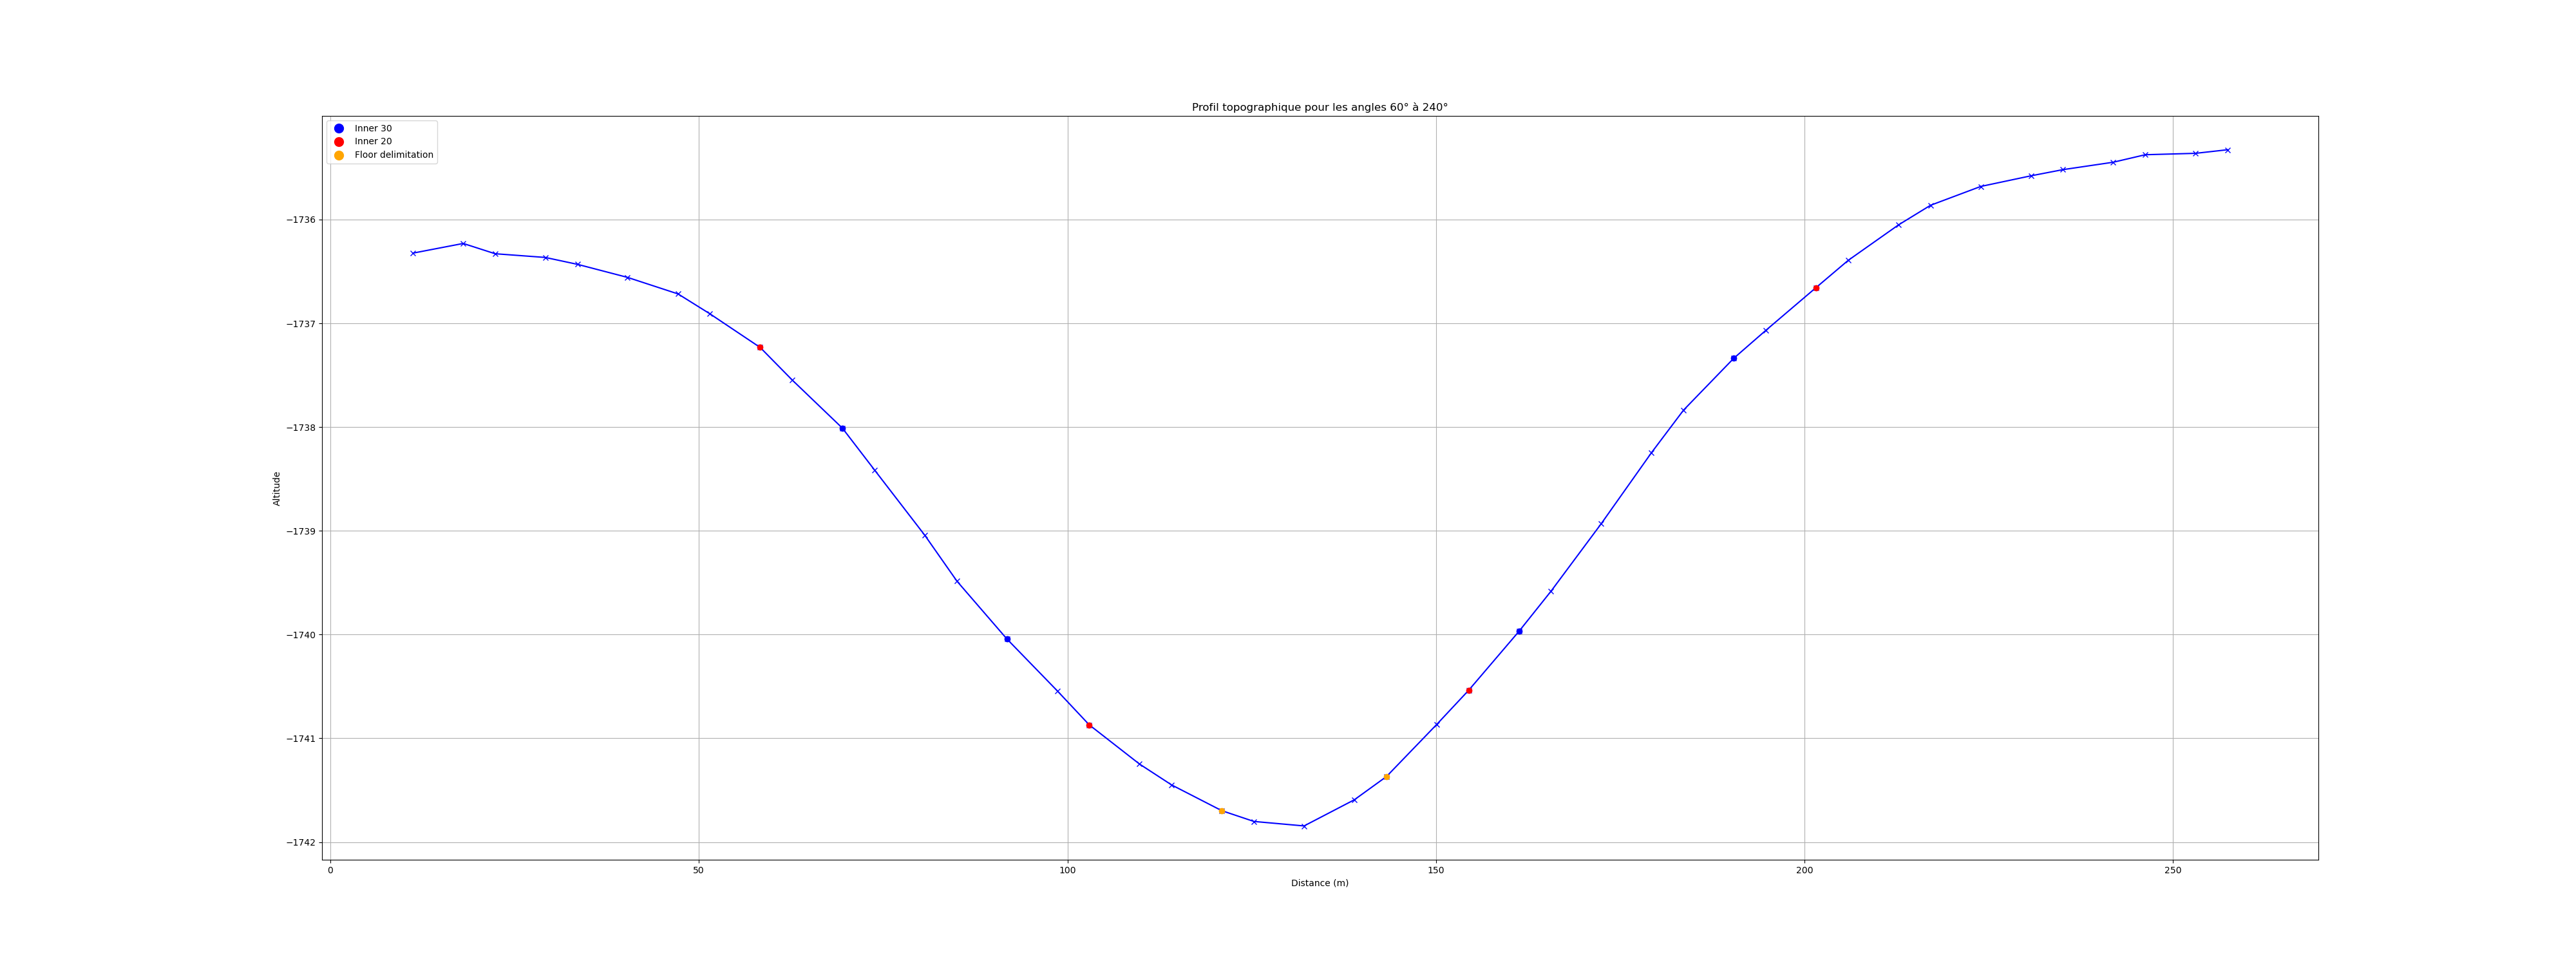 Profil topographique pour les angles 60° à 240°
Inner 30
Inner 20
Floor delimitation
Altitude
−1736
−1737
−1738
−1739
−1740
−1741
−1742
0 50 100 150 200 250
Distance (m)